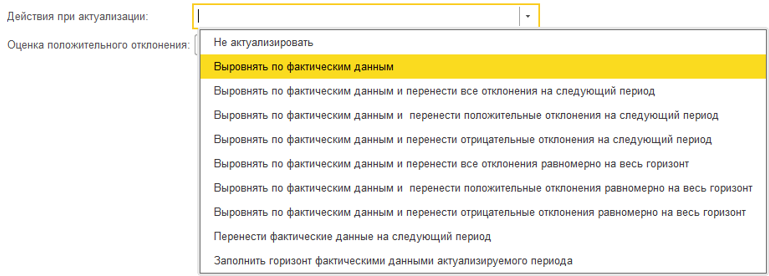 Действия при актуализации:
Оценка положительного отклонения:
Не актуализировать
Выровнять по фактическим данным
Выровнять по фактическим данным и перенести все отклонения на следующий период
Выровнять по фактическим данным и  перенести положительные отклонения на следующий период
Выровнять по фактическим данным и перенести отрицательные отклонения на следующий период
Выровнять по фактическим данным и перенести все отклонения равномерно на весь горизонт
Выровнять по фактическим данным и  перенести положительные отклонения равномерно на весь горизонт
Выровнять по фактическим данным и перенести отрицательные отклонения равномерно на весь горизонт
Перенести фактические данные на следующий период
Заполнить горизонт фактическими данными актуализируемого периода